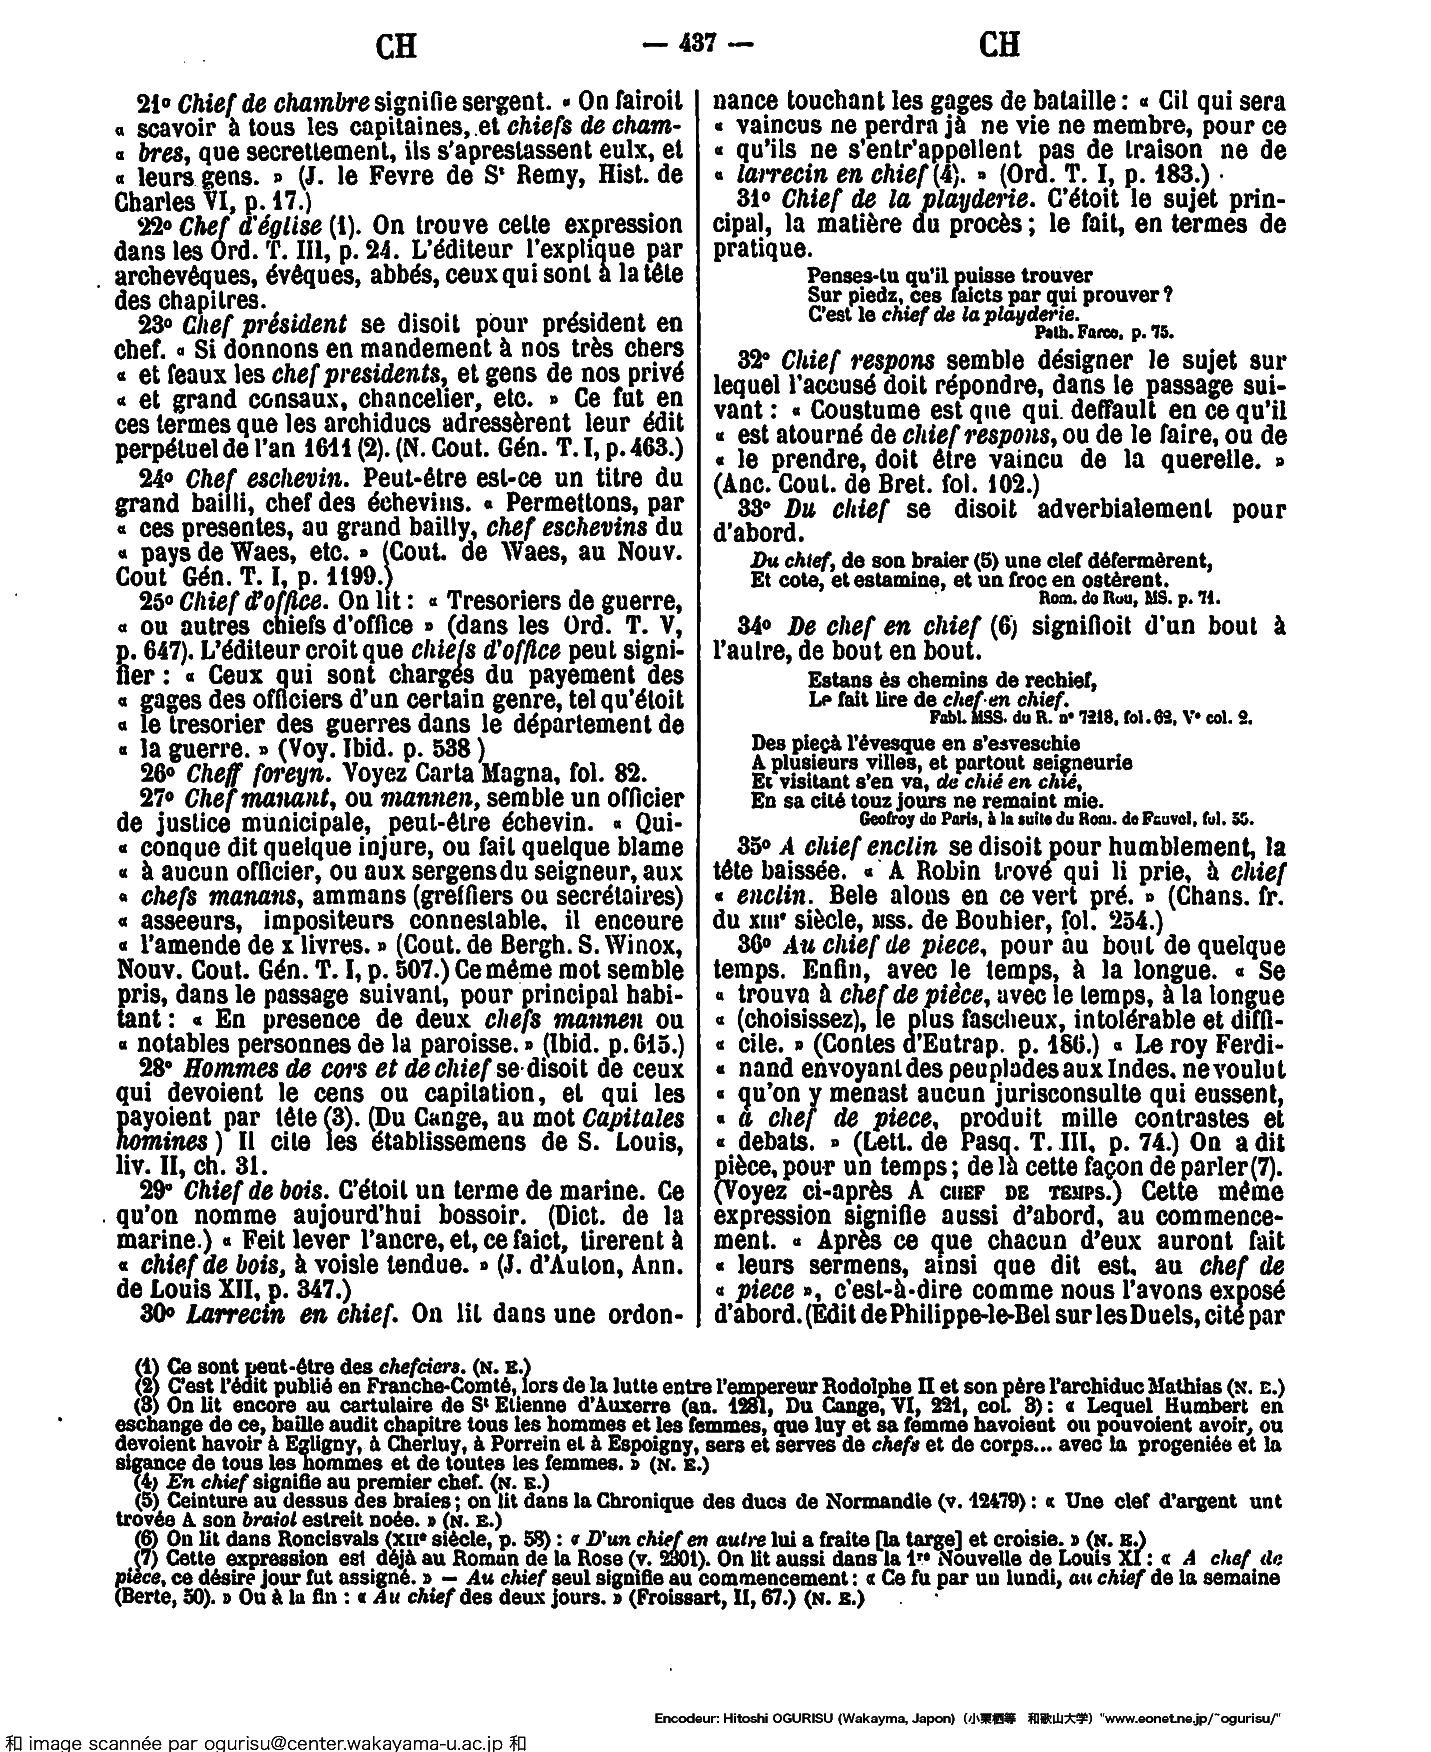 CH — 437 — CH
21º Chief de chambre signifie sergent. « On fairoit
« scavoir à tous les capitaines, et chiefs de cham-
« bres, que secrettement, ils s'aprestassent eulx, et
« leurs gens. » (J. le Fevre de St Remy, Hist. de
Charles VI, p. 17.)
22º Chef d'église (1). On trouve cette expression
dans les Ord. T. III, p. 24. L'éditeur l'explique par
archevêques, évêques, abbés, ceux qui sont à la tête
des chapitres.
23º Chef président se disoit pour président en
chef. « Si donnons en mandement à nos très chers
« et feaux les chef presidents, et gens de nos privé
« et grand consaux, chancelier, etc. » Ce fut en
ces termes que les archiducs adressèrent leur édit
perpétuel de l'an 1611 (2). (N. Cout. Gén. T. I, p. 463.)
24º Chef eschevin. Peut-être est-ce un titre du
grand bailli, chef des échevins. « Permettons, par
« ces presentes, au grand bailly, chef eschevins du
« pays de Waes, etc. » (Cout. de Waes, au Nouv.
Cout Gén. T. I, p. 1199.)
25º Chief d'office. On lit : « Tresoriers de guerre,
« ou autres chiefs d'office » (dans les Ord. T. V,
p. 647). L'éditeur croit que chiefs d'office peut signi-
fier : « Ceux qui sont chargés du payement des
« gages des officiers d'un certain genre, tel qu'étoit
« le tresorier des guerres dans le département de
« la guerre. » (Voy. Ibid. p. 538 )
26º Cheff foreyn. Voyez Carta Magna, fol. 82.
27º Chef manant, ou mannen, semble un officier
de justice municipale, peut-être échevin. « Qui-
« conque dit quelque injure, ou fait quelque blame
« à aucun officier, ou aux sergens du seigneur, aux
« chefs manans, ammans (greffiers ou secrétaires)
« asseeurs, impositeurs connestable, il encoure
« l'amende de x livres. » (Cout. de Bergh. S. Winox,
Nouv. Cout. Gén. T. I, p. 507.) Ce même mot semble
pris, dans le passage suivant, pour principal habi-
tant : « En presence de deux chefs mannen ou
« notables personnes de la paroisse. » (Ibid. p. 615.)
28º Hommes de cors et de chief se disoit de ceux
qui devoient le cens ou capitation, et qui les
payoient par tête (3). (Du Cange, au mot Capitales
homines ) Il cite les établissemens de S. Louis,
liv. II, ch. 31.
29º Chief de bois. C'étoit un terme de marine. Ce
qu'on nomme aujourd'hui bossoir. (Dict. de la
marine.) « Feit lever l'ancre, et, ce faict, tirerent à
« chief de bois, à voisle tendue. » (J. d'Auton, Ann.
de Louis XII, p. 347.)
30º Larrecin en chief. On lit dans une ordon-
nance touchant les gages de bataille : « Cil qui sera
« vaincus ne perdra jà ne vie ne membre, pour ce
« qu'ils ne s'entr'appellent pas de traison ne de
« larrecin en chief (4). » (Ord. T. I, p. 183.)
31º Chief de la playderie. C'étoit le sujet prin-
cipal, la matière du procès ; le fait, en termes de
pratique.
Penses-tu qu'il puisse trouver
Sur piedz, ces faicts par qui prouver ?
C'est le chief de la playderie.
Path. Farce, p. 75.
32º Chief respons semble désigner le sujet sur
lequel l'accusé doit répondre, dans le passage sui-
vant : « Coustume est que qui deffault en ce qu'il
« est atourné de chief respons, ou de le faire, ou de
« le prendre, doit être vaincu de la querelle. »
(Anc. Cout. de Bret. fol. 102.)
33º Du chief se disoit adverbialement pour
d'abord.
Du chief, de son braier (5) une clef défermèrent,
Et cote, et estamine, et un froc en ostèrent.
Rom. de Rou, MS. p. 71.
34º De chef en chief (6) signifioit d'un bout à
l'autre, de bout en bout.
Estans ès chemins de rechief,
Le fait lire de chef en chief.
Fabl. MSS. du R. nº 7218, fol. 62, Vº col. 2.
Des pieçà l'évesque en s'esveschie
A plusieurs villes, et partout seigneurie
Et visitant s'en va, de chié en chié,
En sa cité touz jours ne remaint mie.
Geofroy de Paris, à la suite du Rom. de Fauvel, fol. 55.
35º A chief enclin se disoit pour humblement, la
tête baissée. « A Robin trové qui li prie, à chief
« enclin. Bele alons en ce vert pré. » (Chans. fr.
du XIIIe siècle, MSS. de Bouhier, fol. 254.)
36º Au chief de piece, pour au bout de quelque
temps. Enfin, avec le temps, à la longue. « Se
« trouva à chef de pièce, avec le temps, à la longue
« (choisissez), le plus fascheux, intolérable et diffi-
« cile. » (Contes d'Eutrap. p. 186.) « Le roy Ferdi-
« nand envoyant des peuplades aux Indes, ne voulut
« qu'on y menast aucun jurisconsulte qui eussent,
« à chef de piece, produit mille contrastes et
« debats. » (Lett. de Pasq. T. III, p. 74.) On a dit
pièce, pour un temps ; de là cette façon de parler (7).
(Voyez ci-après A CHEF DE TEMPS.) Cette même
expression signifie aussi d'abord, au commence-
ment. « Après ce que chacun d'eux auront fait
« leurs sermens, ainsi que dit est, au chef de
« piece », c'est-à-dire comme nous l'avons exposé
d'abord. (Edit de Philippe-le-Bel sur les Duels, cité par
(1) Ce sont peut-être des chefciers. (N. E.)
(2) C'est l'édit publié en Franche-Comté, lors de la lutte entre l'empereur Rodolphe II et son père l'archiduc Mathias (N. E.)
(3) On lit encore au cartulaire de St Etienne d'Auxerre (an. 1281, Du Cange, VI, 221, col. 3) : « Lequel Humbert en
eschange de ce, baille audit chapitre tous les hommes et les femmes, que luy et sa femme havoient ou pouvoient avoir, ou
devoient havoir à Egligny, à Cherluy, à Porrein et à Espoigny, sers et serves de chefs et de corps... avec la progeniée et la
sigance de tous les hommes et de toutes les femmes. » (N. E.)
(4) En chief signifie au premier chef. (N. E.)
(5) Ceinture au dessus des braies ; on lit dans la Chronique des ducs de Normandie (v. 12479) : « Une clef d'argent unt
trovée A son braiol estreit noée. » (N. E.)
(6) On lit dans Roncisvals (XIIe siècle, p. 58) : « D'un chief en autre lui a fraite [la targe] et croisie. » (N. E.)
(7) Cette expression est déjà au Roman de la Rose (v. 2301). On lit aussi dans la 1re Nouvelle de Louis XI : « A chef de
pièce, ce désiré jour fut assigné. » — Au chief seul signifie au commencement : « Ce fu par un lundi, au chief de la semaine
(Berte, 50). » Ou à la fin : « Au chief des deux jours. » (Froissart, II, 67.) (N. E.)
Encodeur: Hitoshi OGURISU (Wakayma, Japon) (小栗栖等 和歌山大学) "www.eonet.ne.jp/~ogurisu/"
和 image scannée par ogurisu@center.wakayama-u.ac.jp 和